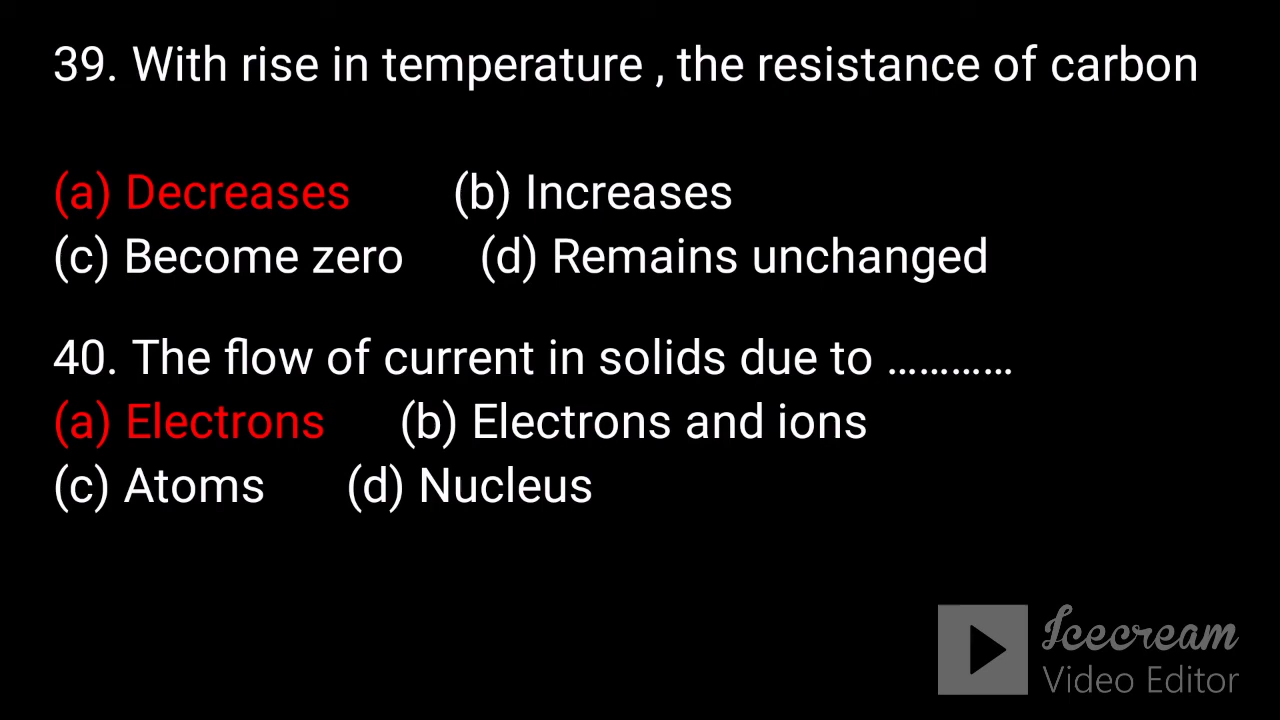 39. With rise in temperature , the resistance of carbon
(a) Decreases (b) Increases
(c) Become zero (d) Remains unchanged
40. The flow of current in solids due to ............
(a) Electrons (b) Electrons and ions
(c) Atoms (d) Nucleus
Icecream
Video Editor